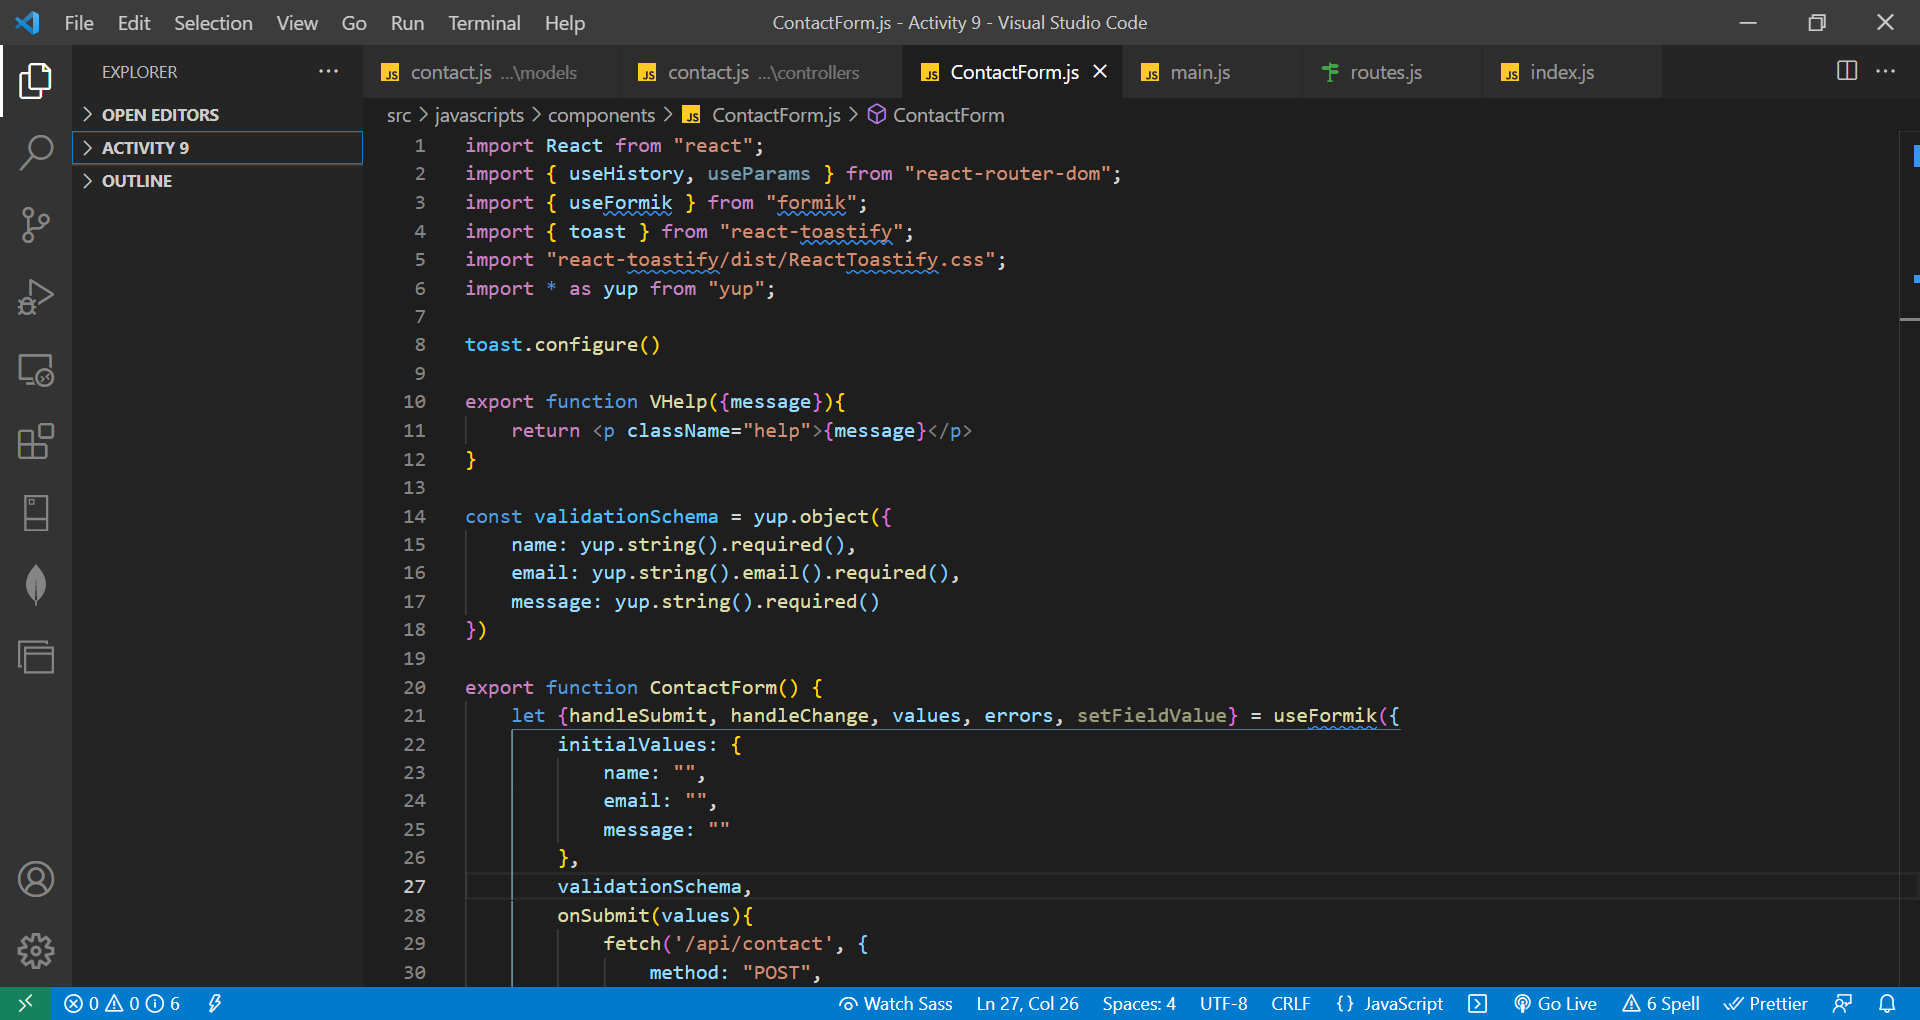 File Edit Selection View Go Run Terminal Help ContactForm.js - Activity 9 - Visual Studio Code
EXPLORER
OPEN EDITORS
ACTIVITY 9
OUTLINE
JS contact.js ...\models JS contact.js ...\controllers JS ContactForm.js JS main.js routes.js JS index.js
src > javascripts > components > JS ContactForm.js > ContactForm
1 import React from "react";
2 import { useHistory, useParams } from "react-router-dom";
3 import { useFormik } from "formik";
4 import { toast } from "react-toastify";
5 import "react-toastify/dist/ReactToastify.css";
6 import * as yup from "yup";
7
8 toast.configure()
9
10 export function VHelp({message}){
11     return <p className="help">{message}</p>
12 }
13
14 const validationSchema = yup.object({
15     name: yup.string().required(),
16     email: yup.string().email().required(),
17     message: yup.string().required()
18 })
19
20 export function ContactForm() {
21     let {handleSubmit, handleChange, values, errors, setFieldValue} = useFormik({
22         initialValues: {
23             name: "",
24             email: "",
25             message: ""
26         },
27         validationSchema,
28         onSubmit(values){
29             fetch('/api/contact', {
30                 method: "POST",
0 0 6 Watch Sass Ln 27, Col 26 Spaces: 4 UTF-8 CRLF {} JavaScript Go Live 6 Spell Prettier